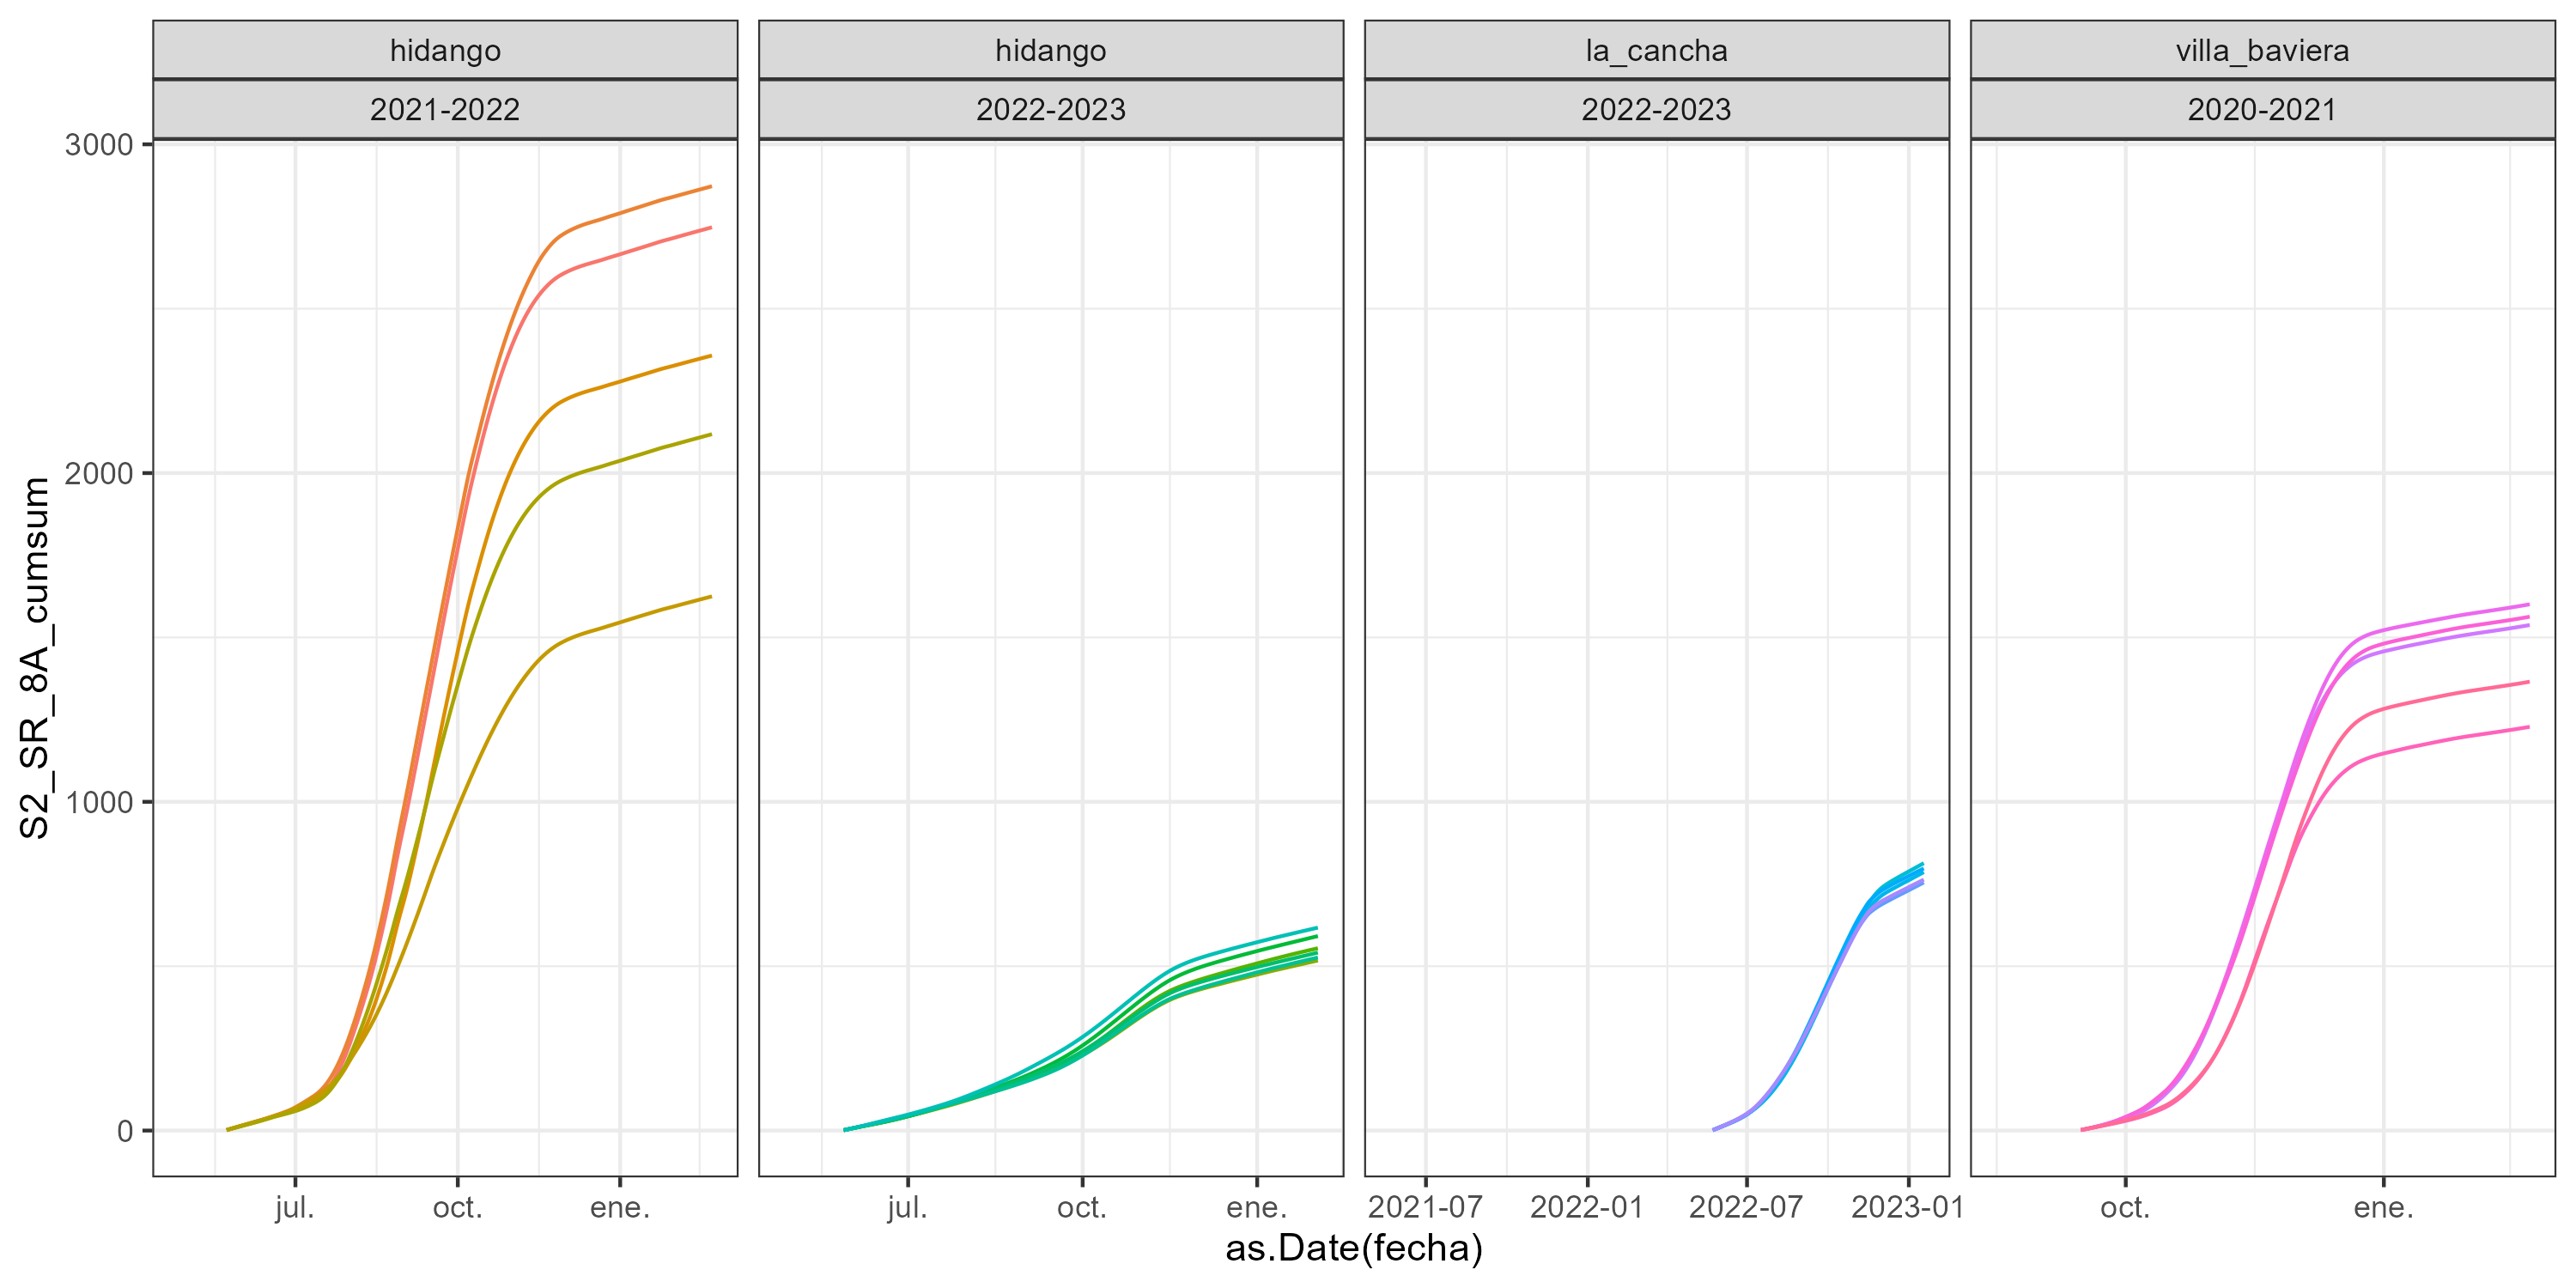 hidango
hidango
la_cancha
villa_baviera
2021-2022
2022-2023
2022-2023
2020-2021
S2_SR_8A_cumsum
3000
2000
1000
0
jul.
oct.
ene.
jul.
oct.
ene.
2021-07
2022-01
2022-07
2023-01
oct.
ene.
as.Date(fecha)